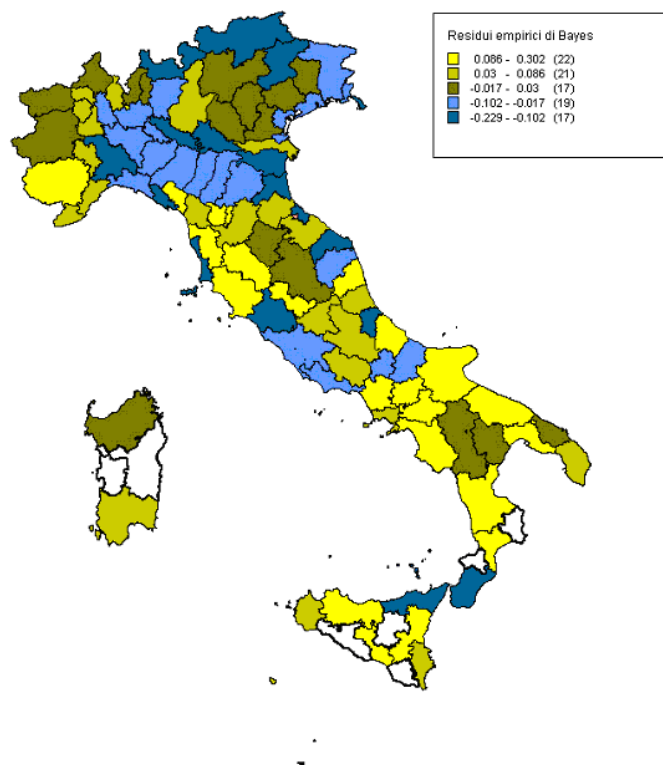 Residui empirici di Bayes
0.086 - 0.302 (22)
0.03 - 0.086 (21)
-0.017 - 0.03 (17)
-0.102 - -0.017 (19)
-0.229 - -0.102 (17)